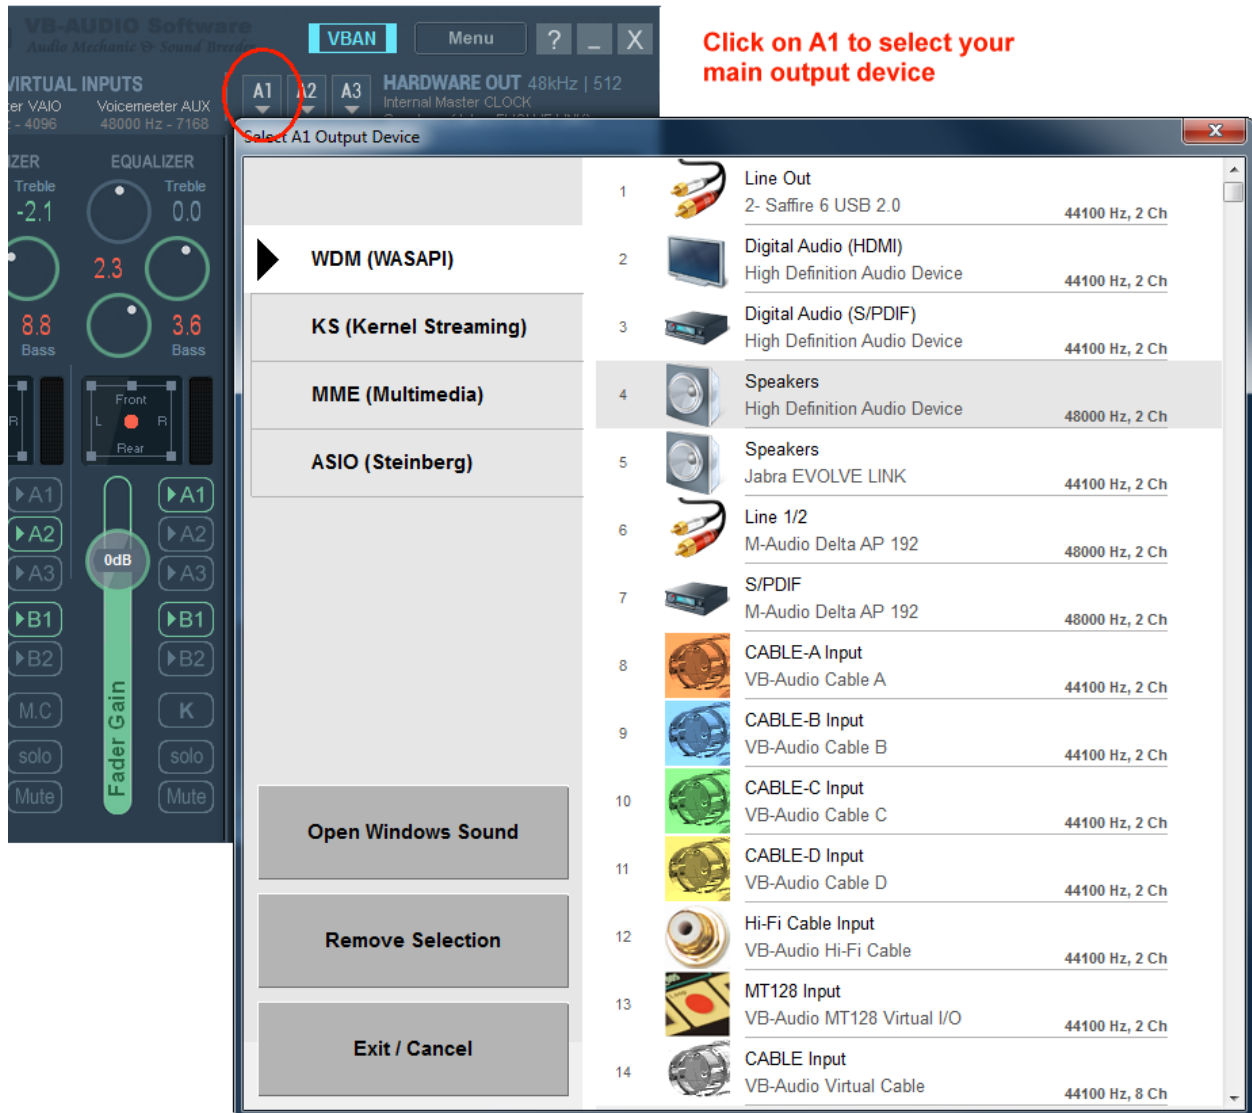 VB-AUDIO Software
Audio Mechanic & Sound Breeder
VBAN
Menu
?
_
X
Click on A1 to select your
main output device
VIRTUAL INPUTS
ter VAIO
Voicemeeter AUX
- 4096
48000 Hz - 7168
A1
A2
A3
HARDWARE OUT 48kHz | 512
Internal Master CLOCK
Select A1 Output Device
X
IZER
EQUALIZER
Treble
-2.1
Treble
0.0
2.3
8.8
Bass
3.6
Bass
R
Front
L
R
Rear
A1
A2
A3
B1
B2
M.C
solo
Mute
0dB
Fader Gain
A1
A2
A3
B1
B2
K
solo
Mute
WDM (WASAPI)
KS (Kernel Streaming)
MME (Multimedia)
ASIO (Steinberg)
Open Windows Sound
Remove Selection
Exit / Cancel
1
Line Out
2- Saffire 6 USB 2.0
44100 Hz, 2 Ch
2
Digital Audio (HDMI)
High Definition Audio Device
44100 Hz, 2 Ch
3
Digital Audio (S/PDIF)
High Definition Audio Device
44100 Hz, 2 Ch
4
Speakers
High Definition Audio Device
48000 Hz, 2 Ch
5
Speakers
Jabra EVOLVE LINK
44100 Hz, 2 Ch
6
Line 1/2
M-Audio Delta AP 192
48000 Hz, 2 Ch
7
S/PDIF
M-Audio Delta AP 192
48000 Hz, 2 Ch
8
CABLE-A Input
VB-Audio Cable A
44100 Hz, 2 Ch
9
CABLE-B Input
VB-Audio Cable B
44100 Hz, 2 Ch
10
CABLE-C Input
VB-Audio Cable C
44100 Hz, 2 Ch
11
CABLE-D Input
VB-Audio Cable D
44100 Hz, 2 Ch
12
Hi-Fi Cable Input
VB-Audio Hi-Fi Cable
44100 Hz, 2 Ch
13
MT128 Input
VB-Audio MT128 Virtual I/O
44100 Hz, 2 Ch
14
CABLE Input
VB-Audio Virtual Cable
44100 Hz, 8 Ch